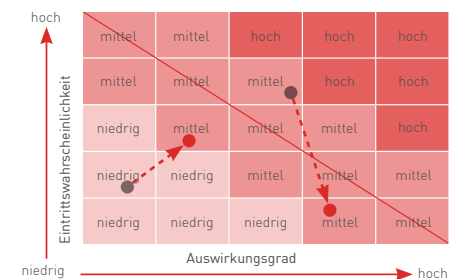 hoch
mittel mittel hoch hoch hoch
mittel mittel mittel hoch hoch
niedrig mittel mittel mittel hoch
niedrig niedrig mittel mittel mittel
niedrig niedrig niedrig mittel mittel
Eintrittswahrscheinlichkeit
Auswirkungsgrad
niedrig hoch